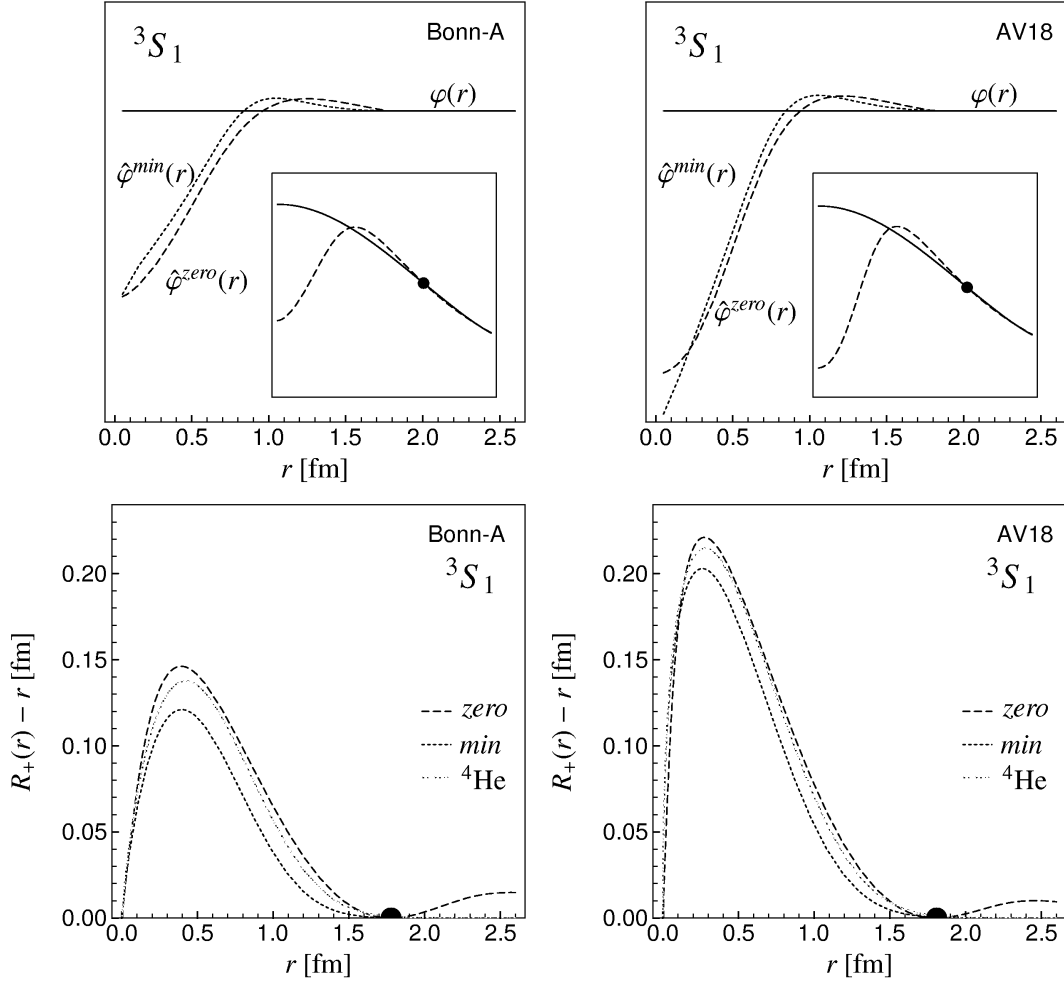 ³S₁ Bonn-A
φ(r)
φ̂^min(r)
φ̂^zero(r)
0.0 0.5 1.0 1.5 2.0 2.5
r [fm]
³S₁ AV18
φ(r)
φ̂^min(r)
φ̂^zero(r)
0.0 0.5 1.0 1.5 2.0 2.5
r [fm]
Bonn-A
³S₁
R₊(r) − r [fm]
0.20
0.15
0.10
0.05
0.00
zero
min
⁴He
0.0 0.5 1.0 1.5 2.0 2.5
r [fm]
AV18
³S₁
R₊(r) − r [fm]
0.20
0.15
0.10
0.05
0.00
zero
min
⁴He
0.0 0.5 1.0 1.5 2.0 2.5
r [fm]